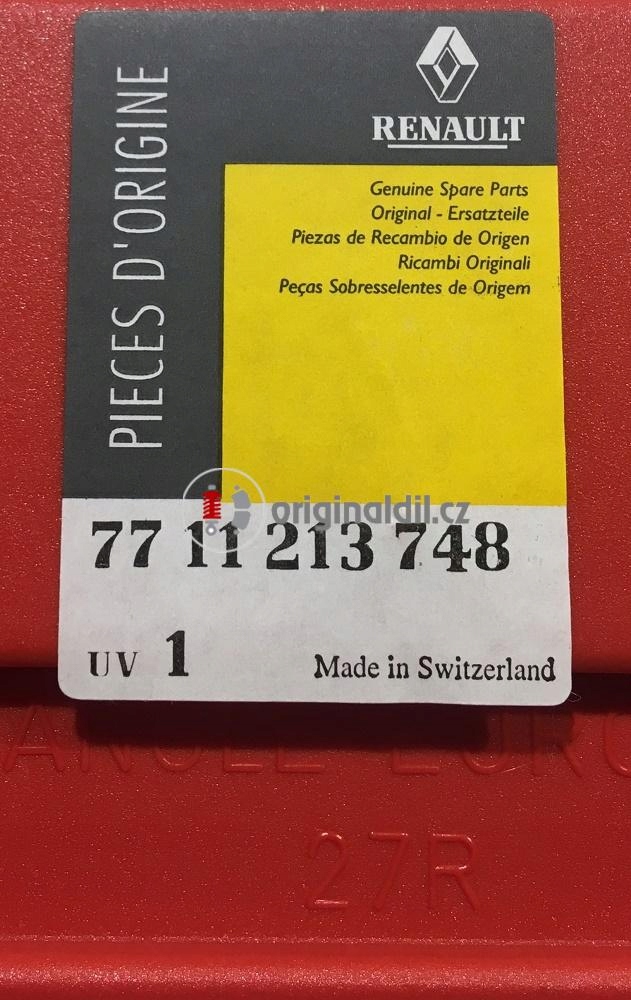 PIECES D'ORIGINE
RENAULT
Genuine Spare Parts
Original - Ersatzteile
Piezas de Recambio de Origen
Ricambi Originali
Peças Sobresselentes de Origem
originaldil.cz
77 11 213 748
UV 1 Made in Switzerland
27R